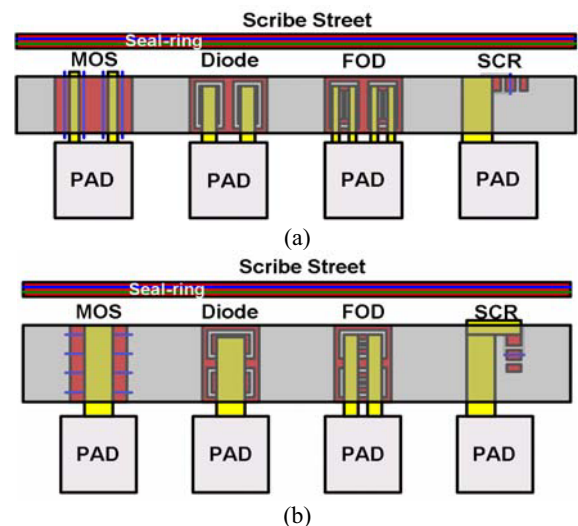 Scribe Street
Seal-ring
MOS Diode FOD SCR
PAD PAD PAD PAD
(a)
Scribe Street
Seal-ring
MOS Diode FOD SCR
PAD PAD PAD PAD
(b)